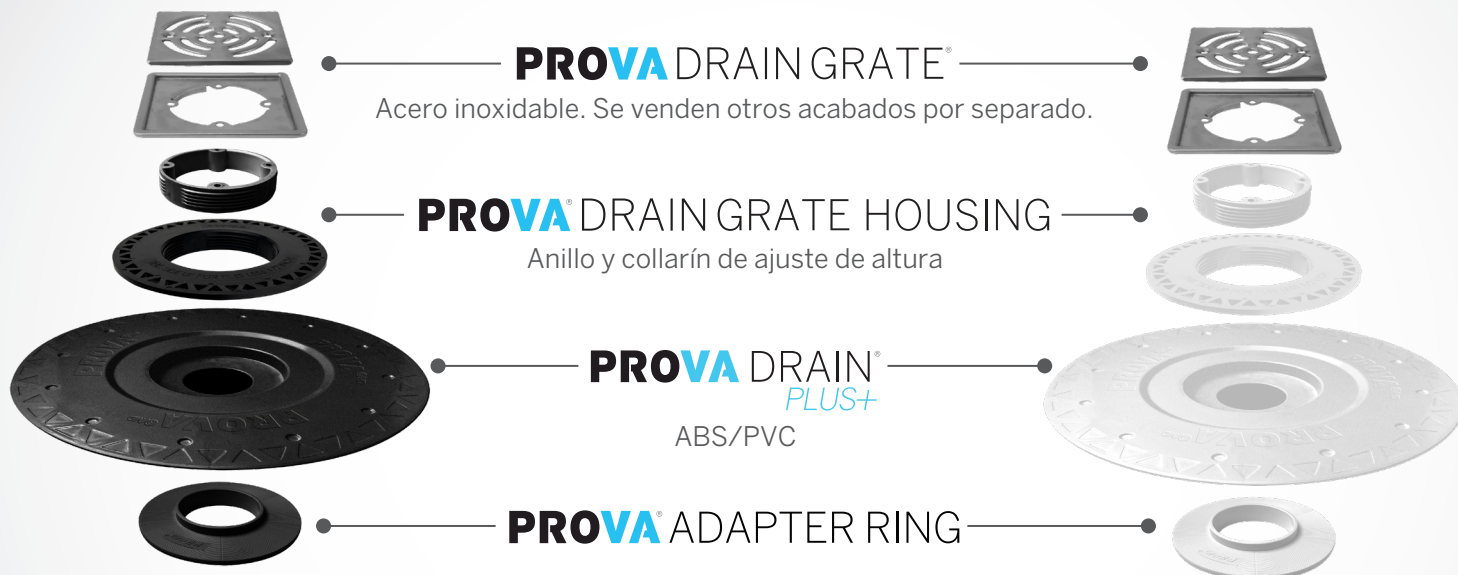 PROVA DRAIN GRATE®
Acero inoxidable. Se venden otros acabados por separado.
PROVA® DRAIN GRATE HOUSING
Anillo y collarín de ajuste de altura
PROVA DRAIN®
PLUS+
ABS/PVC
PROVA® ADAPTER RING